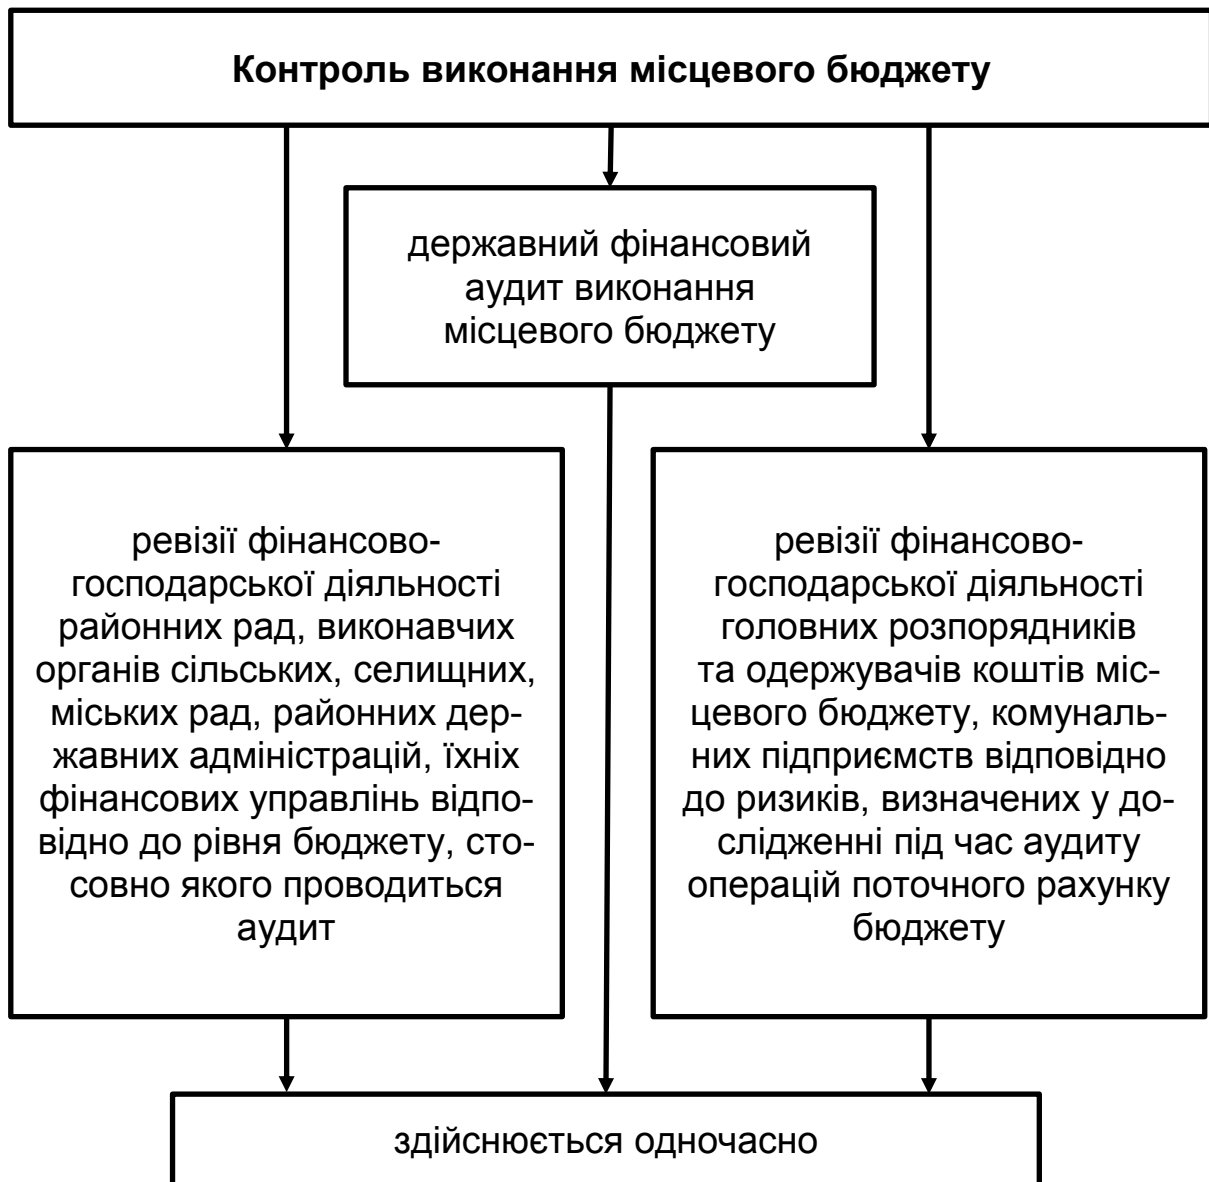 Контроль виконання місцевого бюджету
державний фінансовий
аудит виконання
місцевого бюджету
ревізії фінансово-
господарської діяльності
районних рад, виконавчих
органів сільських, селищних,
міських рад, районних дер-
жавних адміністрацій, їхніх
фінансових управлінь відпо-
відно до рівня бюджету, сто-
совно якого проводиться
аудит
ревізії фінансово-
господарської діяльності
головних розпорядників
та одержувачів коштів міс-
цевого бюджету, комуналь-
них підприємств відповідно
до ризиків, визначених у до-
слідженні під час аудиту
операцій поточного рахунку
бюджету
здійснюється одночасно